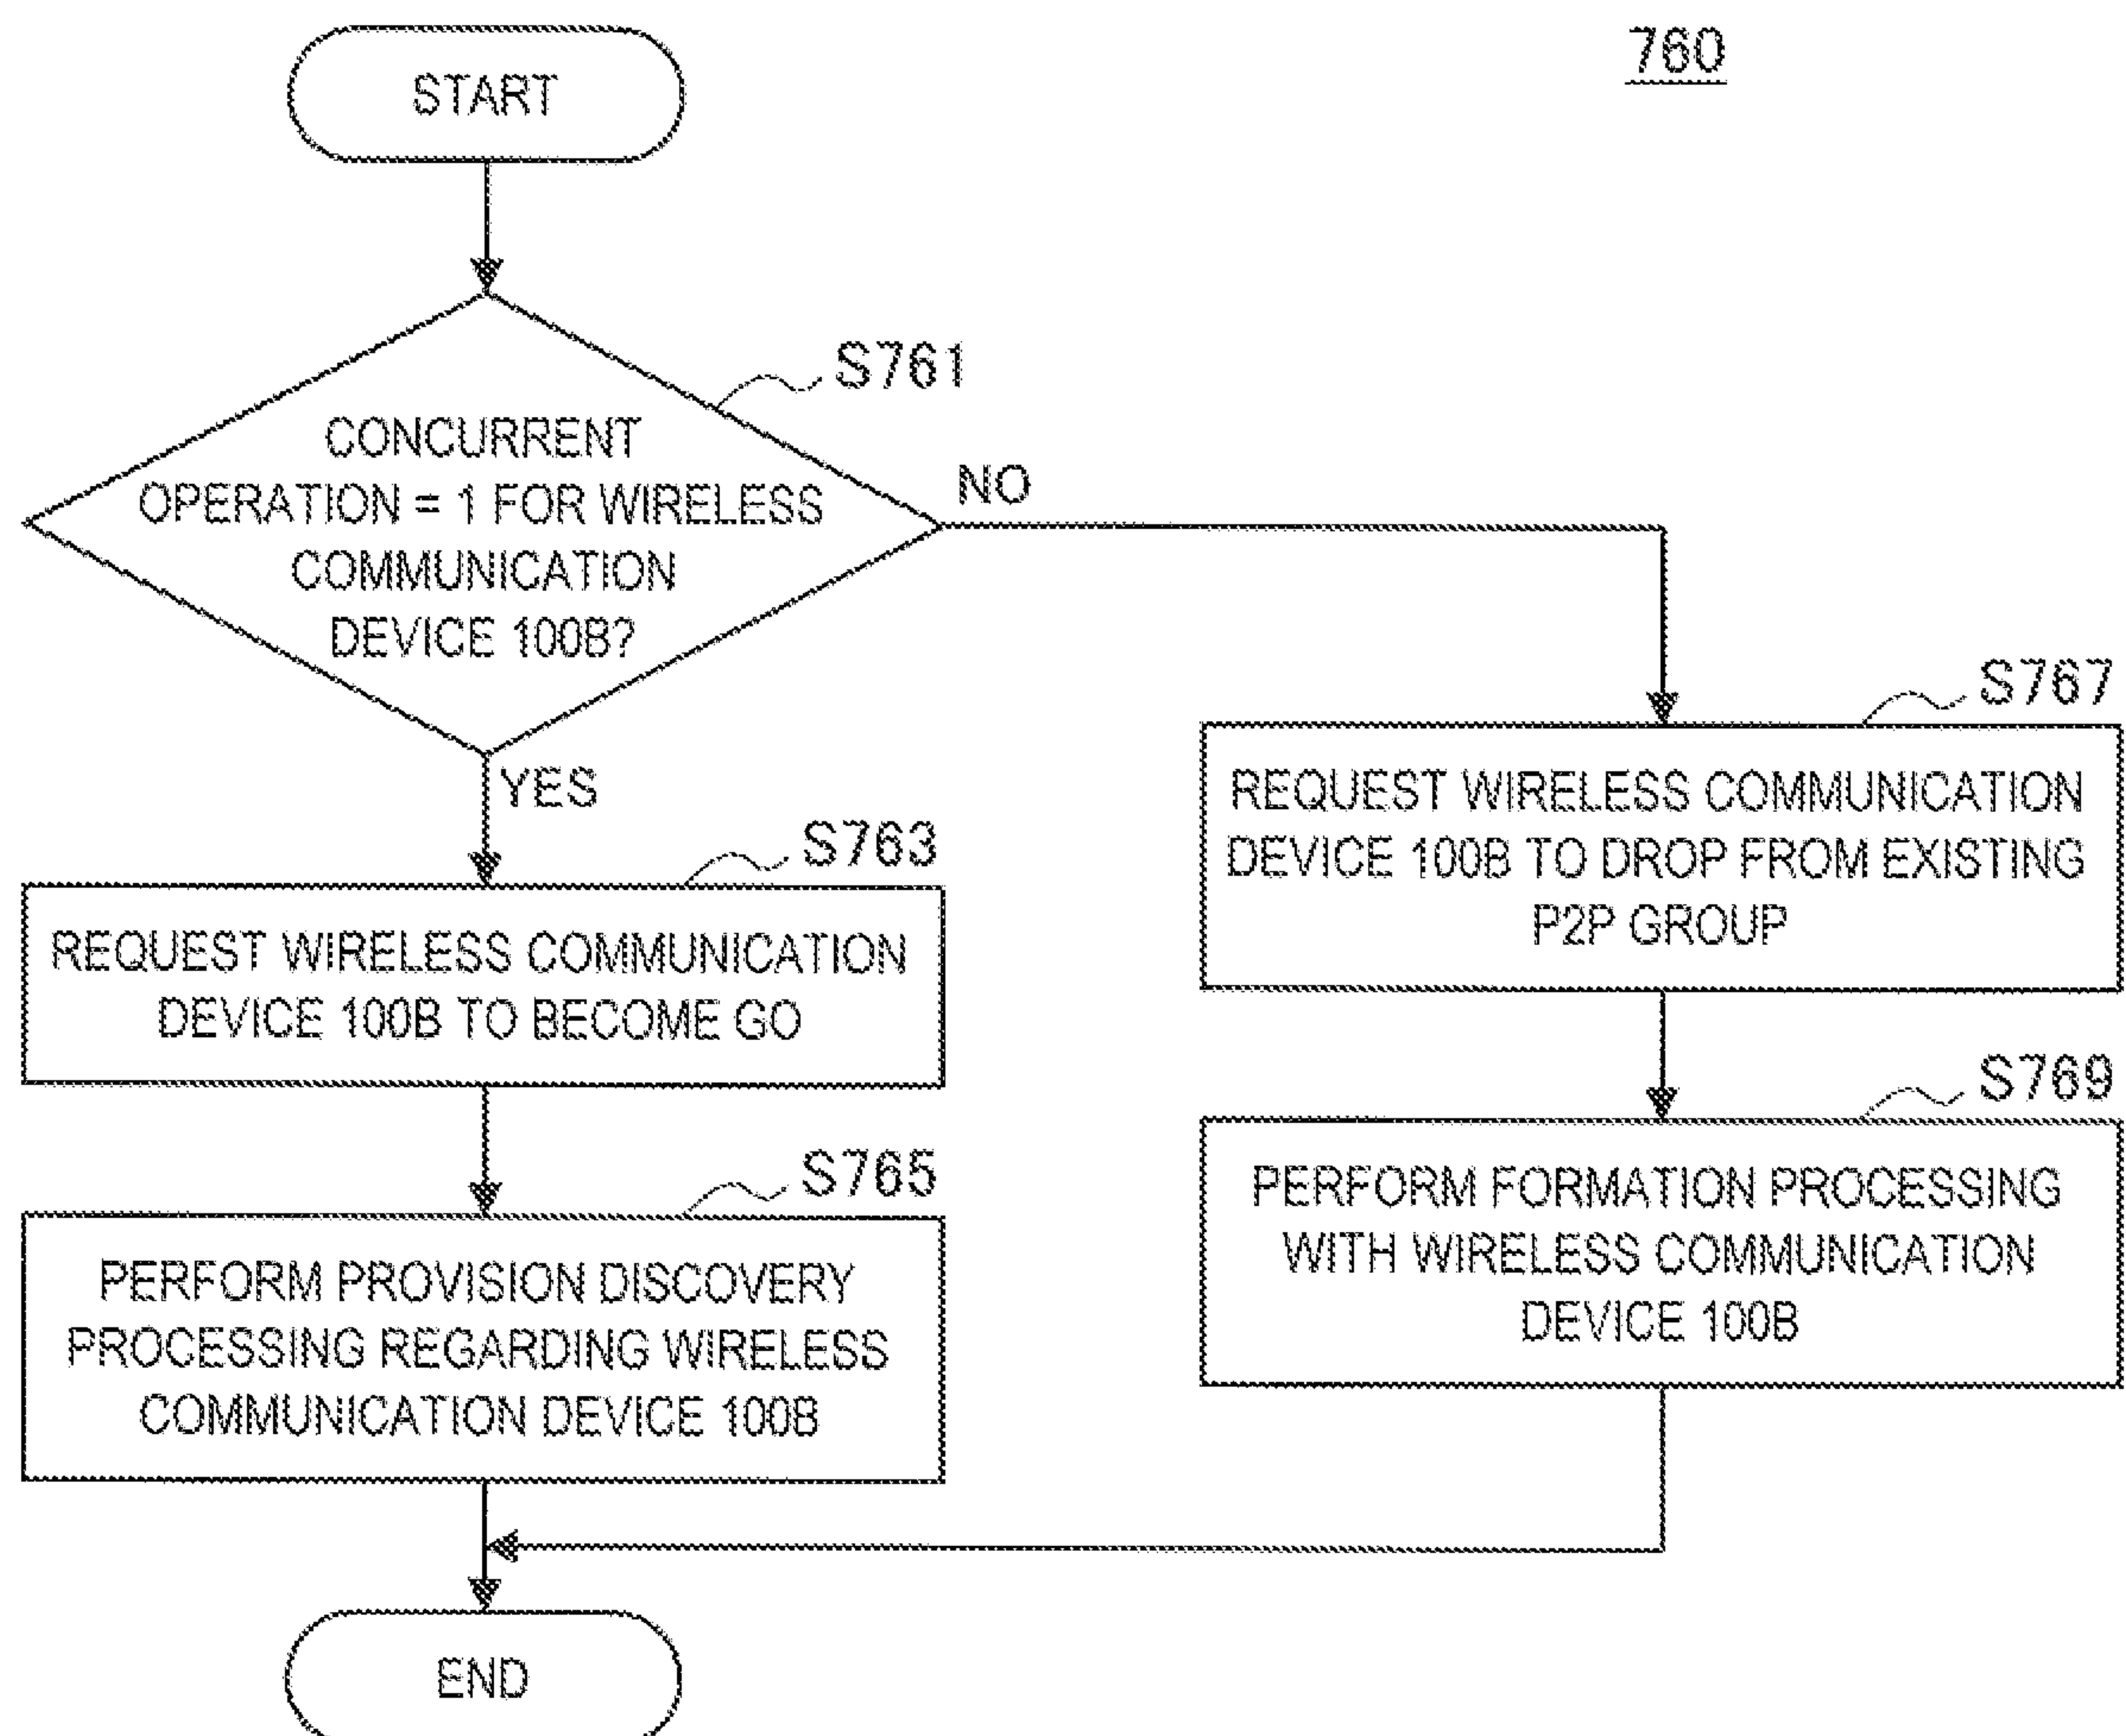 760
START
S761
CONCURRENT
OPERATION = 1 FOR WIRELESS
COMMUNICATION
DEVICE 100B?
NO
YES
S763
REQUEST WIRELESS COMMUNICATION
DEVICE 100B TO BECOME GO
S765
PERFORM PROVISION DISCOVERY
PROCESSING REGARDING WIRELESS
COMMUNICATION DEVICE 100B
S767
REQUEST WIRELESS COMMUNICATION
DEVICE 100B TO DROP FROM EXISTING
P2P GROUP
S769
PERFORM FORMATION PROCESSING
WITH WIRELESS COMMUNICATION
DEVICE 100B
END